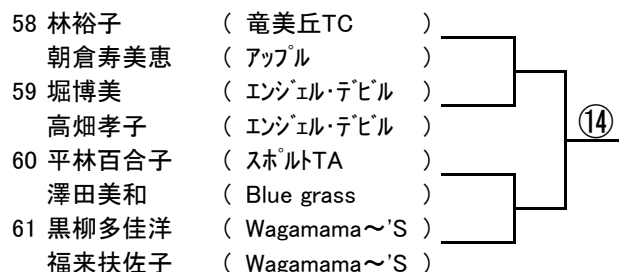 58 林裕子 ( 竜美丘TC )
朝倉寿美恵 ( アップル )
59 堀博美 ( エンジェル・デビル )
高畑孝子 ( エンジェル・デビル ) ⑭
60 平林百合子 ( スポルトTA )
澤田美和 ( Blue grass )
61 黒柳多佳洋 ( Wagamama～'S )
福来扶佐子 ( Wagamama～'S )